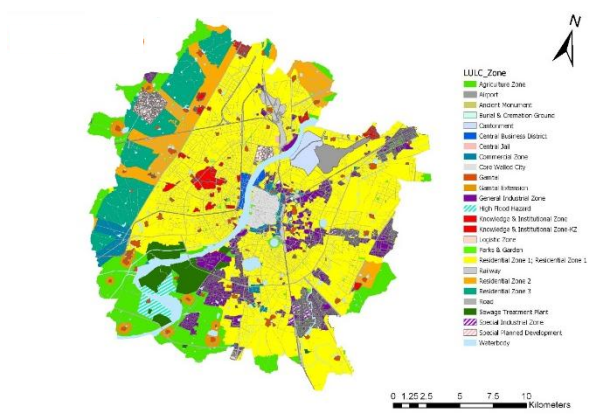 N
LULC_Zone
Agriculture Zone
Airport
Ancient Monument
Burial & Cremation Ground
Cantonment
Central Business District
Central Jail
Commercial Zone
Core Walled City
Gamtal
Gamtal Extension
General Industrial Zone
High Flood Hazard
Knowledge & Institutional Zone
Knowledge & Institutional Zone-KZ
Logistic Zone
Parks & Garden
Residential Zone 1; Residential Zone 1
Railway
Residential Zone 2
Residential Zone 3
Road
Sewage Treatment Plant
Special Industrial Zone
Special Planned Development
Waterbody
0 1.25 2.5 5 7.5 10
Kilometers